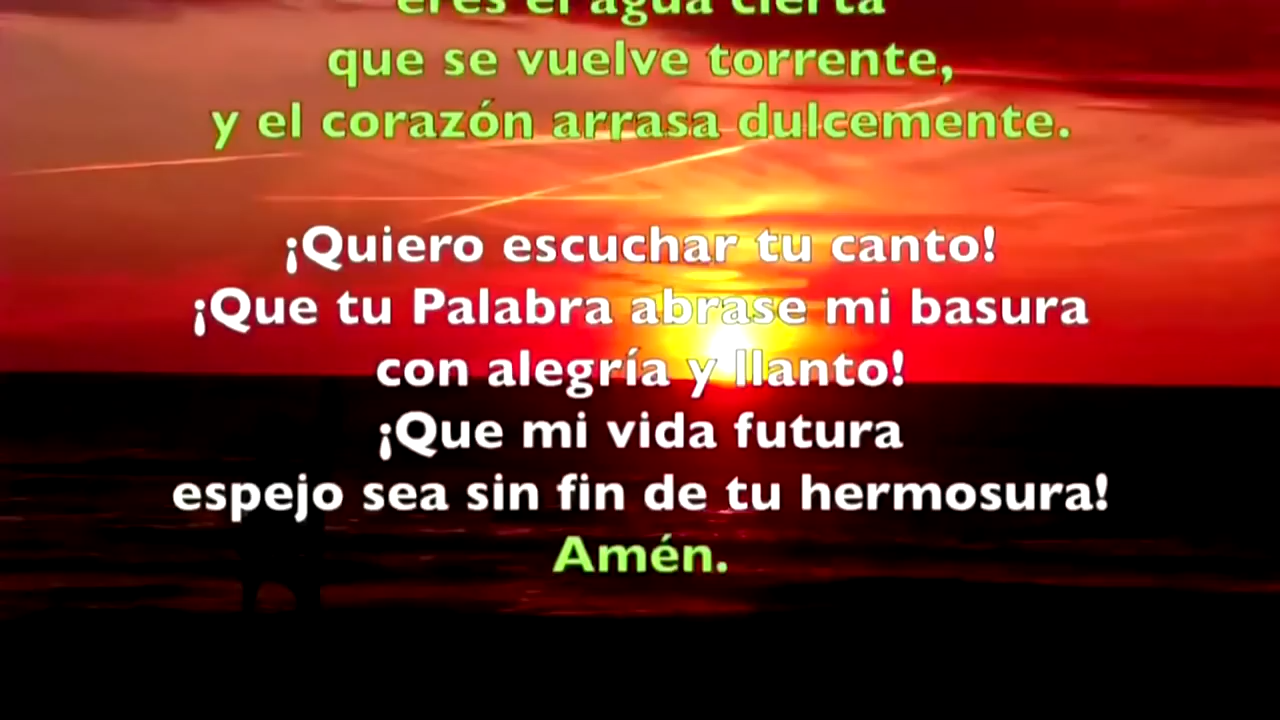 eres el agua cierta
que se vuelve torrente,
y el corazón arrasa dulcemente.
¡Quiero escuchar tu canto!
¡Que tu Palabra abrase mi basura
con alegría y llanto!
¡Que mi vida futura
espejo sea sin fin de tu hermosura!
Amén.